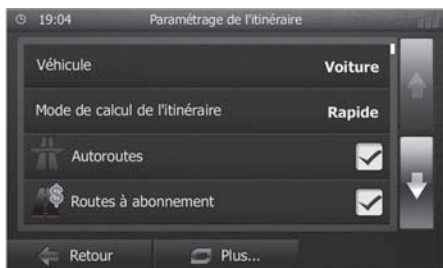 19:04 Paramétrage de l'itinéraire
Véhicule Voiture
Mode de calcul de l'itinéraire Rapide
Autoroutes
Routes à abonnement
Retour Plus...